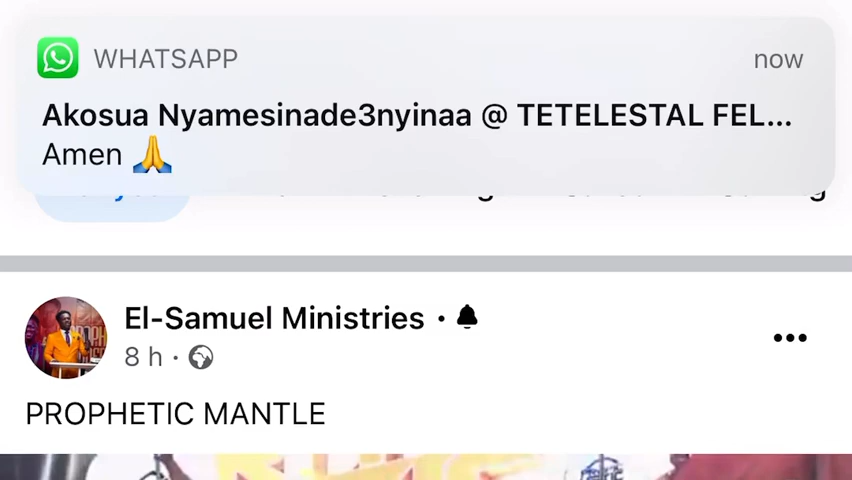 WHATSAPP now
Akosua Nyamesinade3nyinaa @ TETELESTAL FEL...
Amen 🙏
El-Samuel Ministries ·
8 h ·
PROPHETIC MANTLE